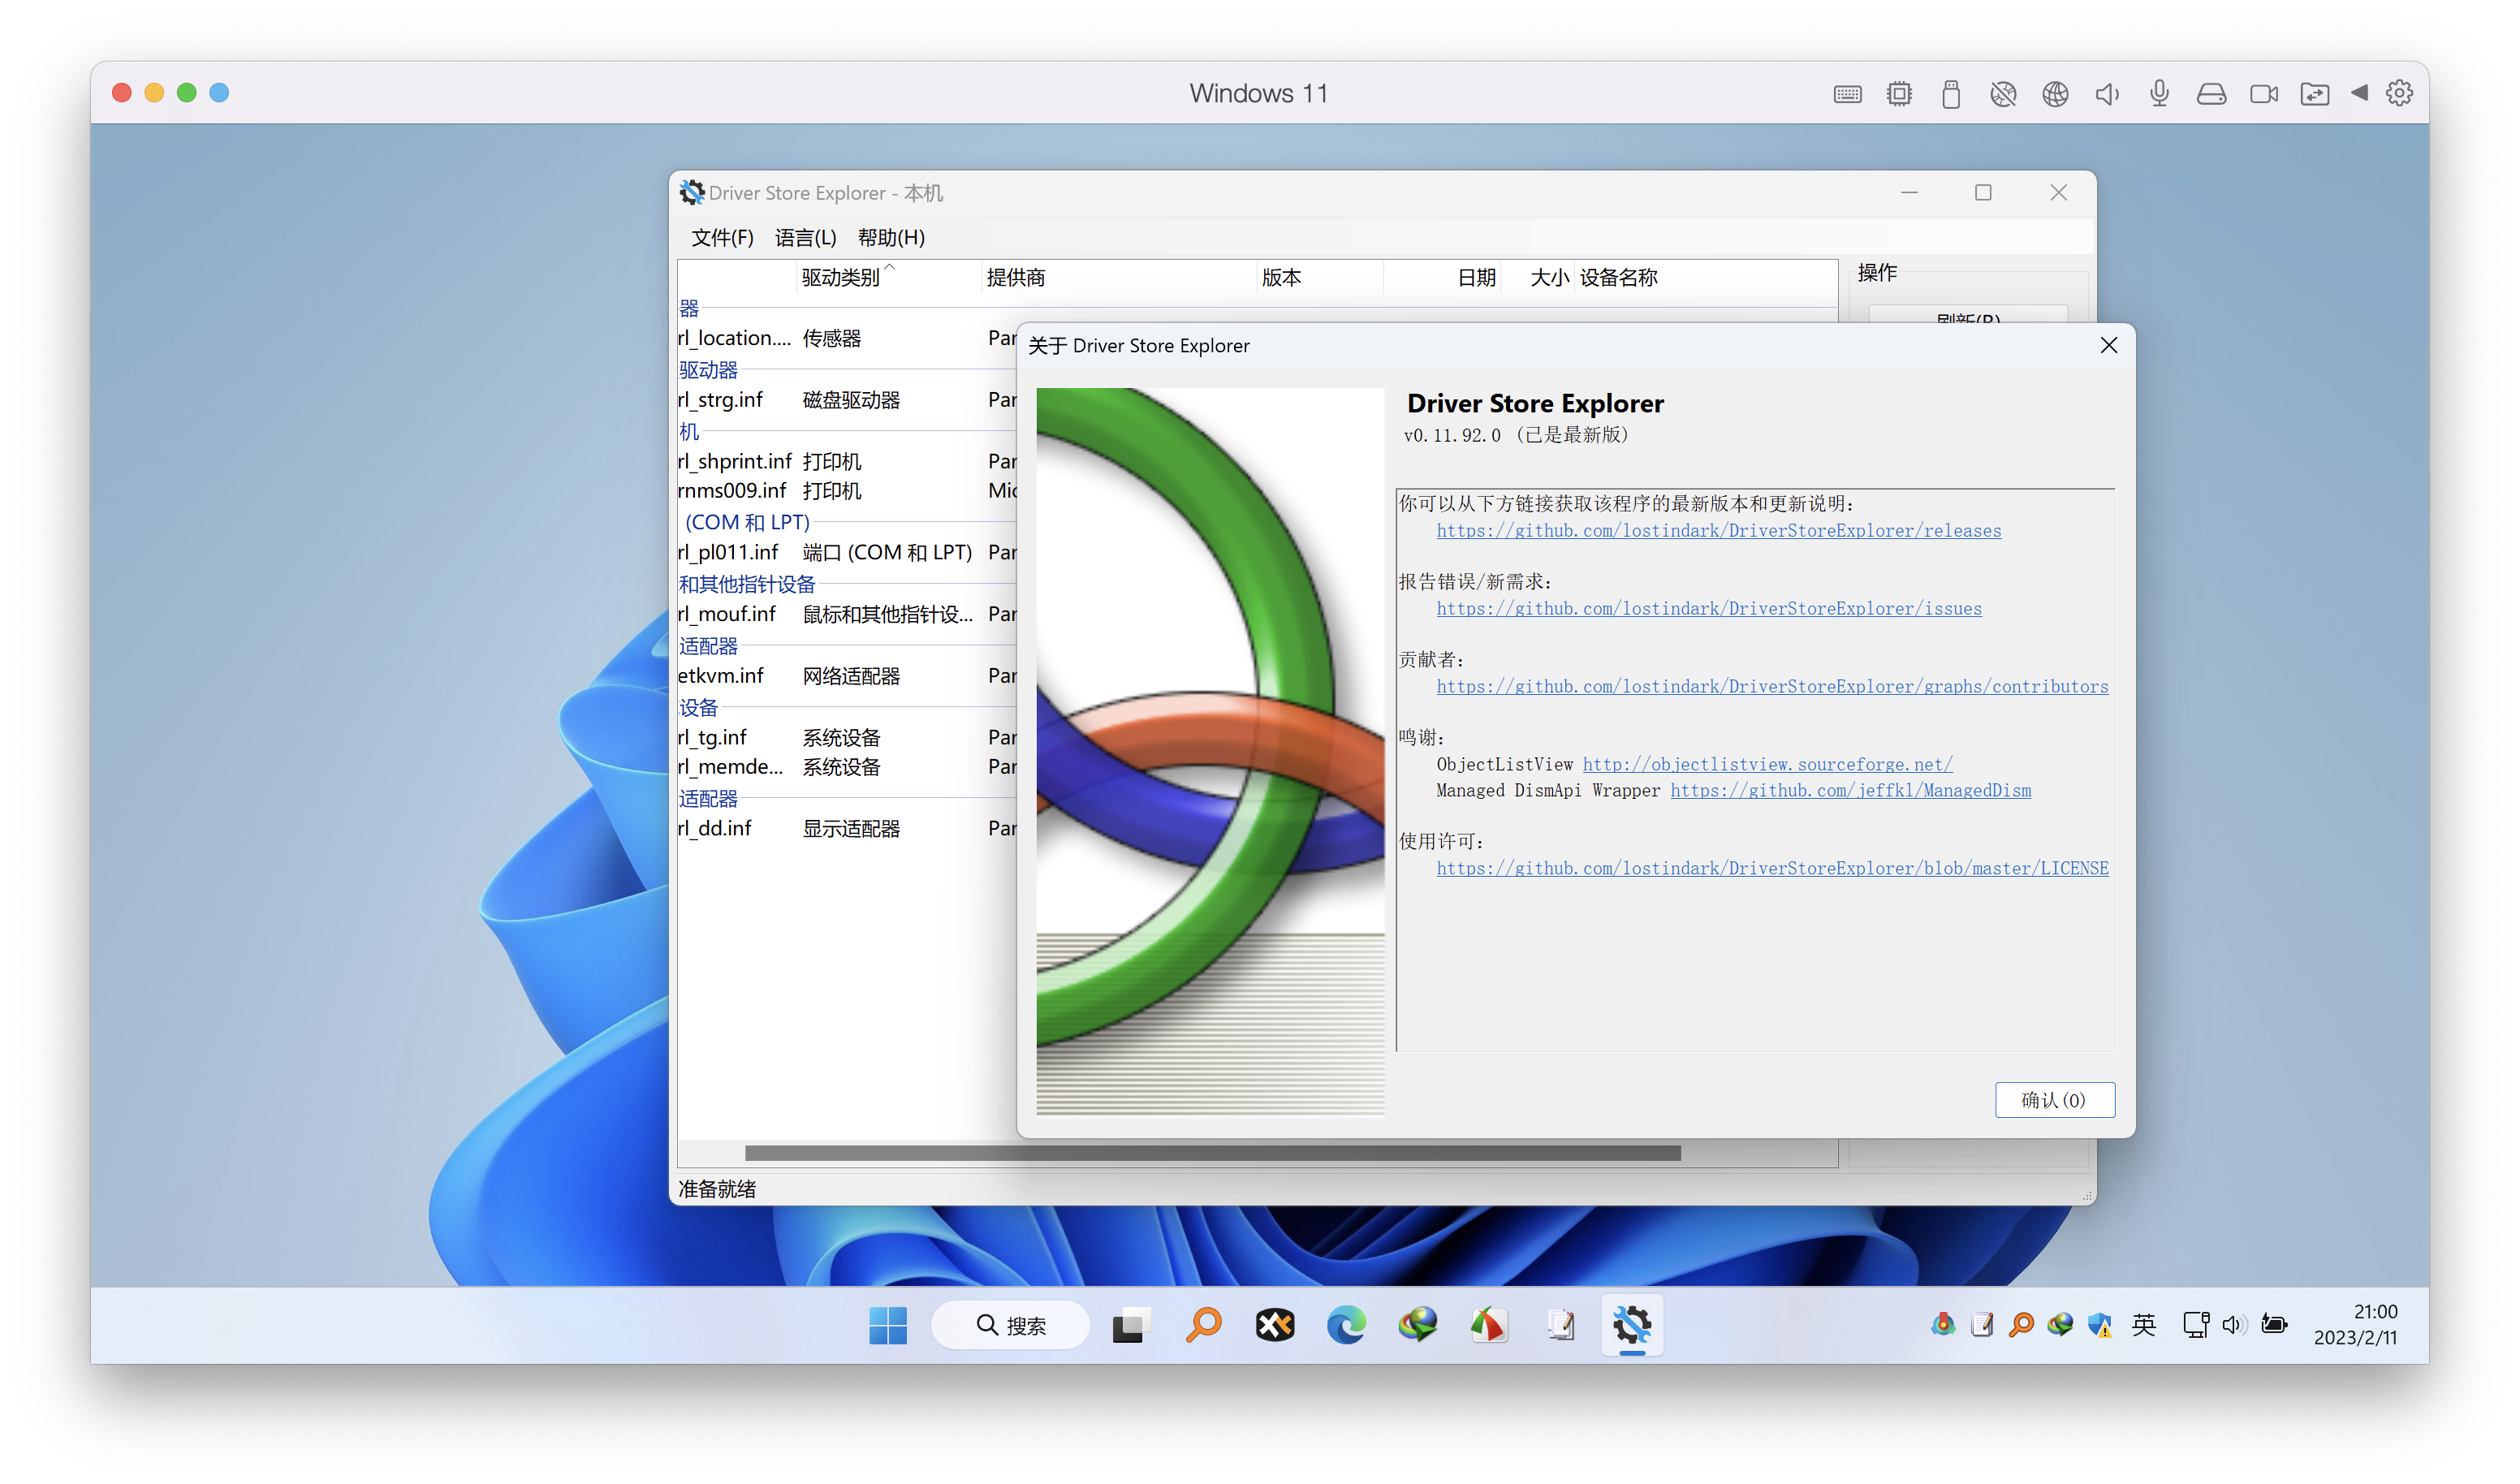 Windows 11
Driver Store Explorer - 本机
文件(F) 语言(L) 帮助(H)
驱动类别 提供商 版本 日期 大小 设备名称
操作
器
刷新(R)
rl_location.... 传感器 Par
驱动器
rl_strg.inf 磁盘驱动器 Par
机
rl_shprint.inf 打印机 Par
rnms009.inf 打印机 Mic
(COM 和 LPT)
rl_pl011.inf 端口 (COM 和 LPT) Par
和其他指针设备
rl_mouf.inf 鼠标和其他指针设... Par
适配器
etkvm.inf 网络适配器 Par
设备
rl_tg.inf 系统设备 Par
rl_memde... 系统设备 Par
适配器
rl_dd.inf 显示适配器 Par
准备就绪
关于 Driver Store Explorer
Driver Store Explorer
v0.11.92.0 (已是最新版)
你可以从下方链接获取该程序的最新版本和更新说明:
https://github.com/lostindark/DriverStoreExplorer/releases
报告错误/新需求:
https://github.com/lostindark/DriverStoreExplorer/issues
贡献者:
https://github.com/lostindark/DriverStoreExplorer/graphs/contributors
鸣谢:
ObjectListView http://objectlistview.sourceforge.net/
Managed DismApi Wrapper https://github.com/jeffkl/ManagedDism
使用许可:
https://github.com/lostindark/DriverStoreExplorer/blob/master/LICENSE
确认(O)
搜索
英
21:00
2023/2/11